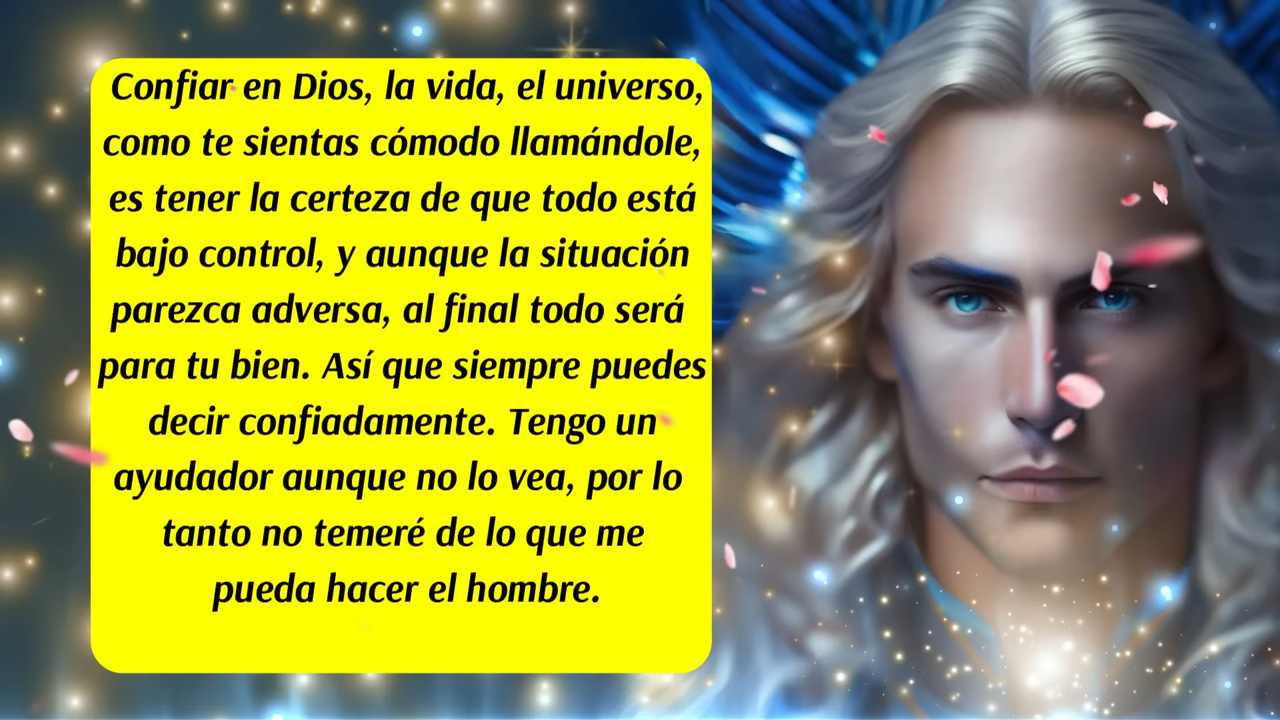 Confiar en Dios, la vida, el universo,
como te sientas cómodo llamándole,
es tener la certeza de que todo está
bajo control, y aunque la situación
parezca adversa, al final todo será
para tu bien. Así que siempre puedes
decir confiadamente. Tengo un
ayudador aunque no lo vea, por lo
tanto no temeré de lo que me
pueda hacer el hombre.